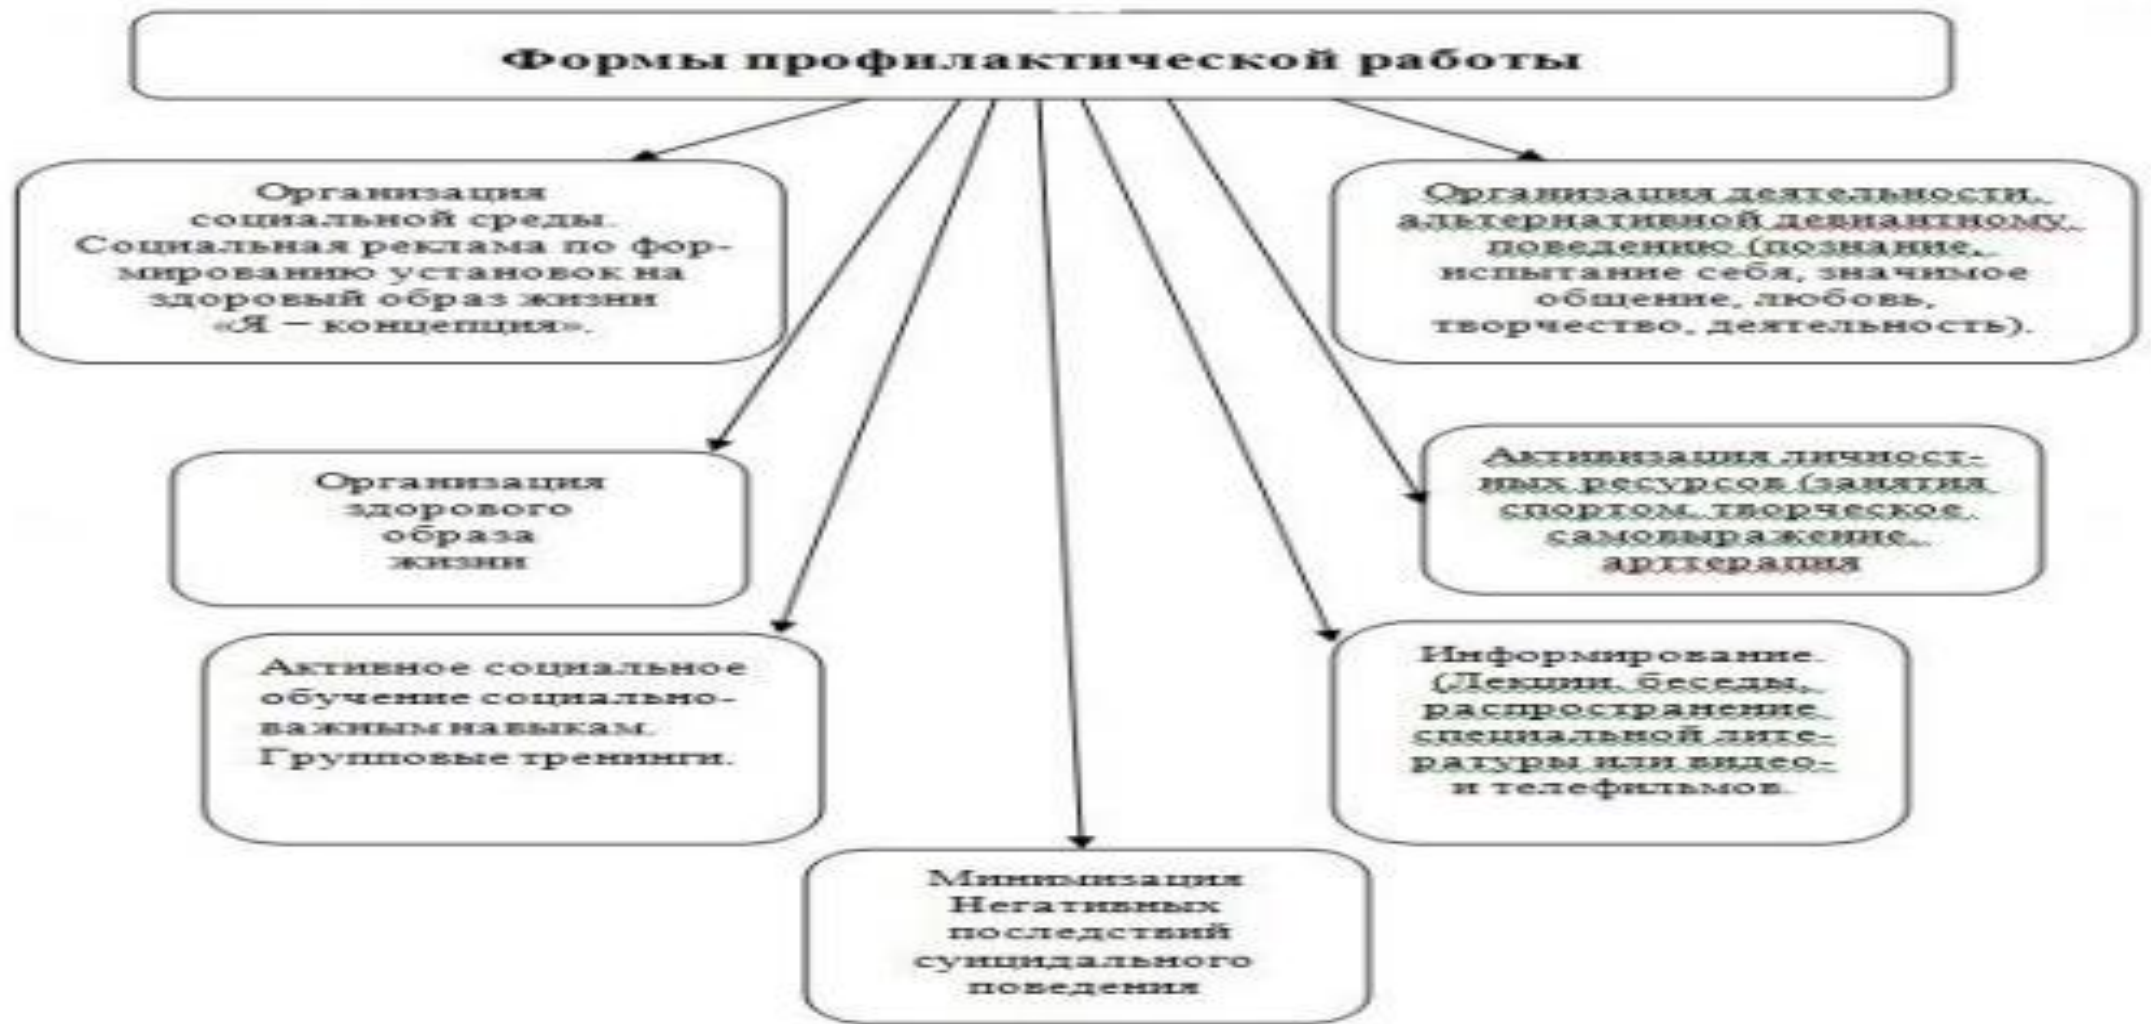 Формы профилактической работы
Организация
социальной среды.
Социальная реклама по фор-
мированию установок на
здоровый образ жизни
«Я – концепция».
Организация деятельности,
альтернативной девиантному
поведению (познание,
испытание себя, значимое
общение, любовь,
творчество, деятельность).
Организация
здорового
образа
жизни
Активизация личност-
ных ресурсов (занятия
спортом, творческое
самовыражение,
арттерапия
Активное социальное
обучение социально-
важным навыкам.
Групповые тренинги.
Информирование.
(Лекции, беседы,
распространение
специальной лите-
ратуры или видео-
и телефильмов.
Минимизация
Негативных
последствий
суицидального
поведения